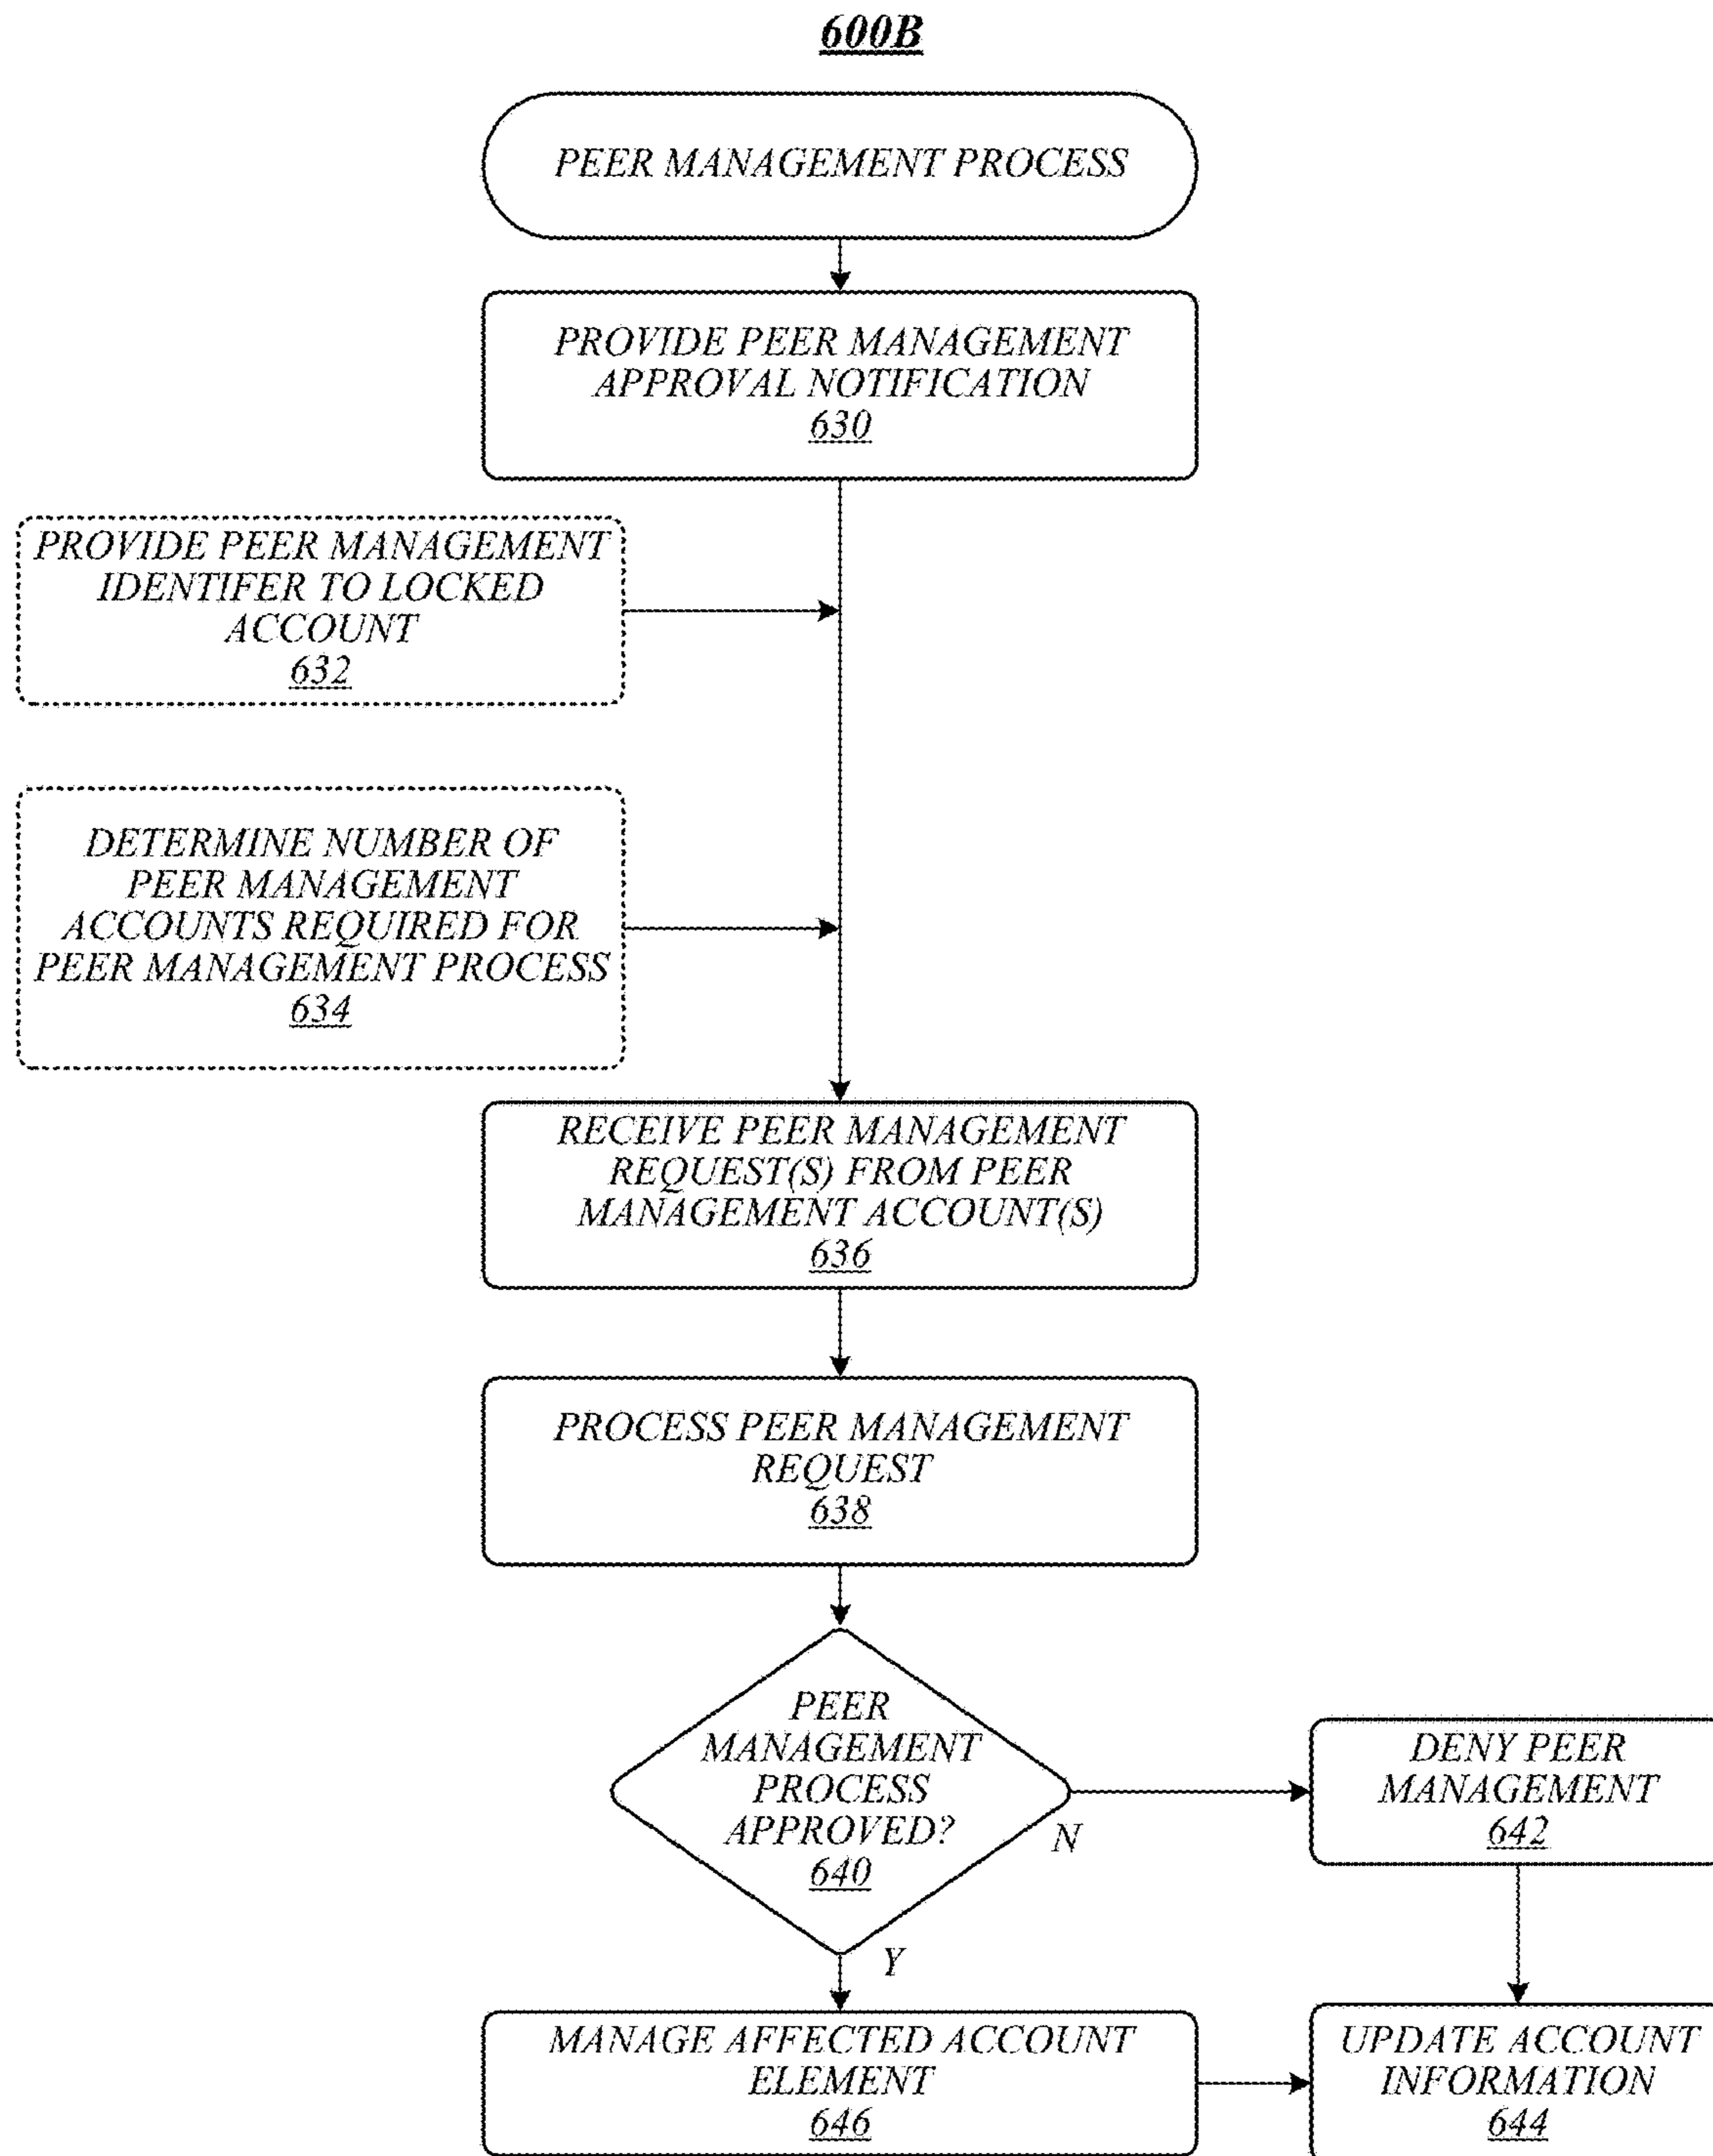 600B
PEER MANAGEMENT PROCESS
PROVIDE PEER MANAGEMENT
APPROVAL NOTIFICATION
630
PROVIDE PEER MANAGEMENT
IDENTIFER TO LOCKED
ACCOUNT
632
DETERMINE NUMBER OF
PEER MANAGEMENT
ACCOUNTS REQUIRED FOR
PEER MANAGEMENT PROCESS
634
RECEIVE PEER MANAGEMENT
REQUEST(S) FROM PEER
MANAGEMENT ACCOUNT(S)
636
PROCESS PEER MANAGEMENT
REQUEST
638
PEER
MANAGEMENT
PROCESS
APPROVED?
640
N
DENY PEER
MANAGEMENT
642
Y
MANAGE AFFECTED ACCOUNT
ELEMENT
646
UPDATE ACCOUNT
INFORMATION
644